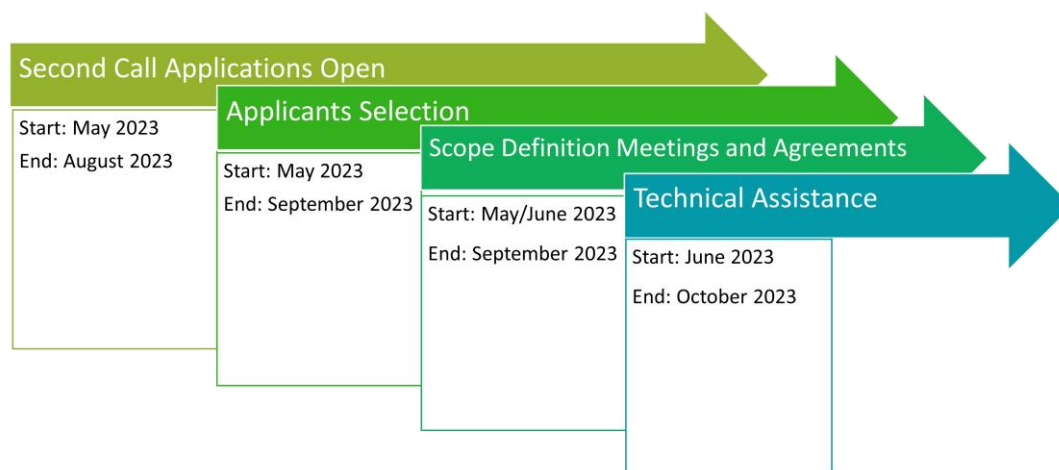 Second Call Applications Open
Start: May 2023
End: August 2023
Applicants Selection
Start: May 2023
End: September 2023
Scope Definition Meetings and Agreements
Start: May/June 2023
End: September 2023
Technical Assistance
Start: June 2023
End: October 2023